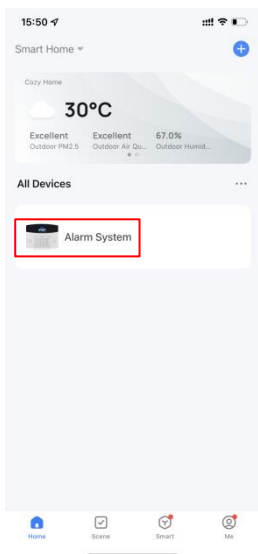 15:50
Smart Home
Cozy Home
30°C
Excellent Excellent 67.0%
Outdoor PM2.5 Outdoor Air Qu... Outdoor Humid...
All Devices ...
Alarm System
Home Scene Smart Me